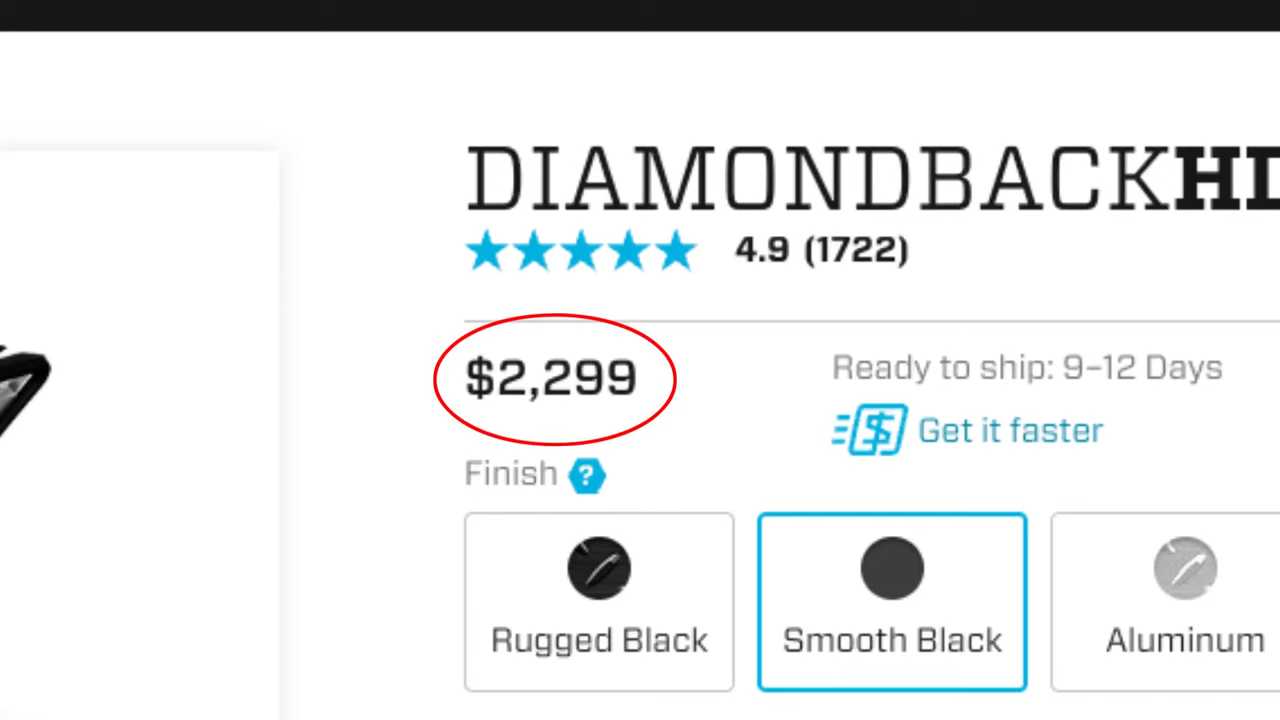 DIAMONDBACKHD
4.9 (1722)
$2,299
Ready to ship: 9–12 Days
Get it faster
Finish ?
Rugged Black
Smooth Black
Aluminum